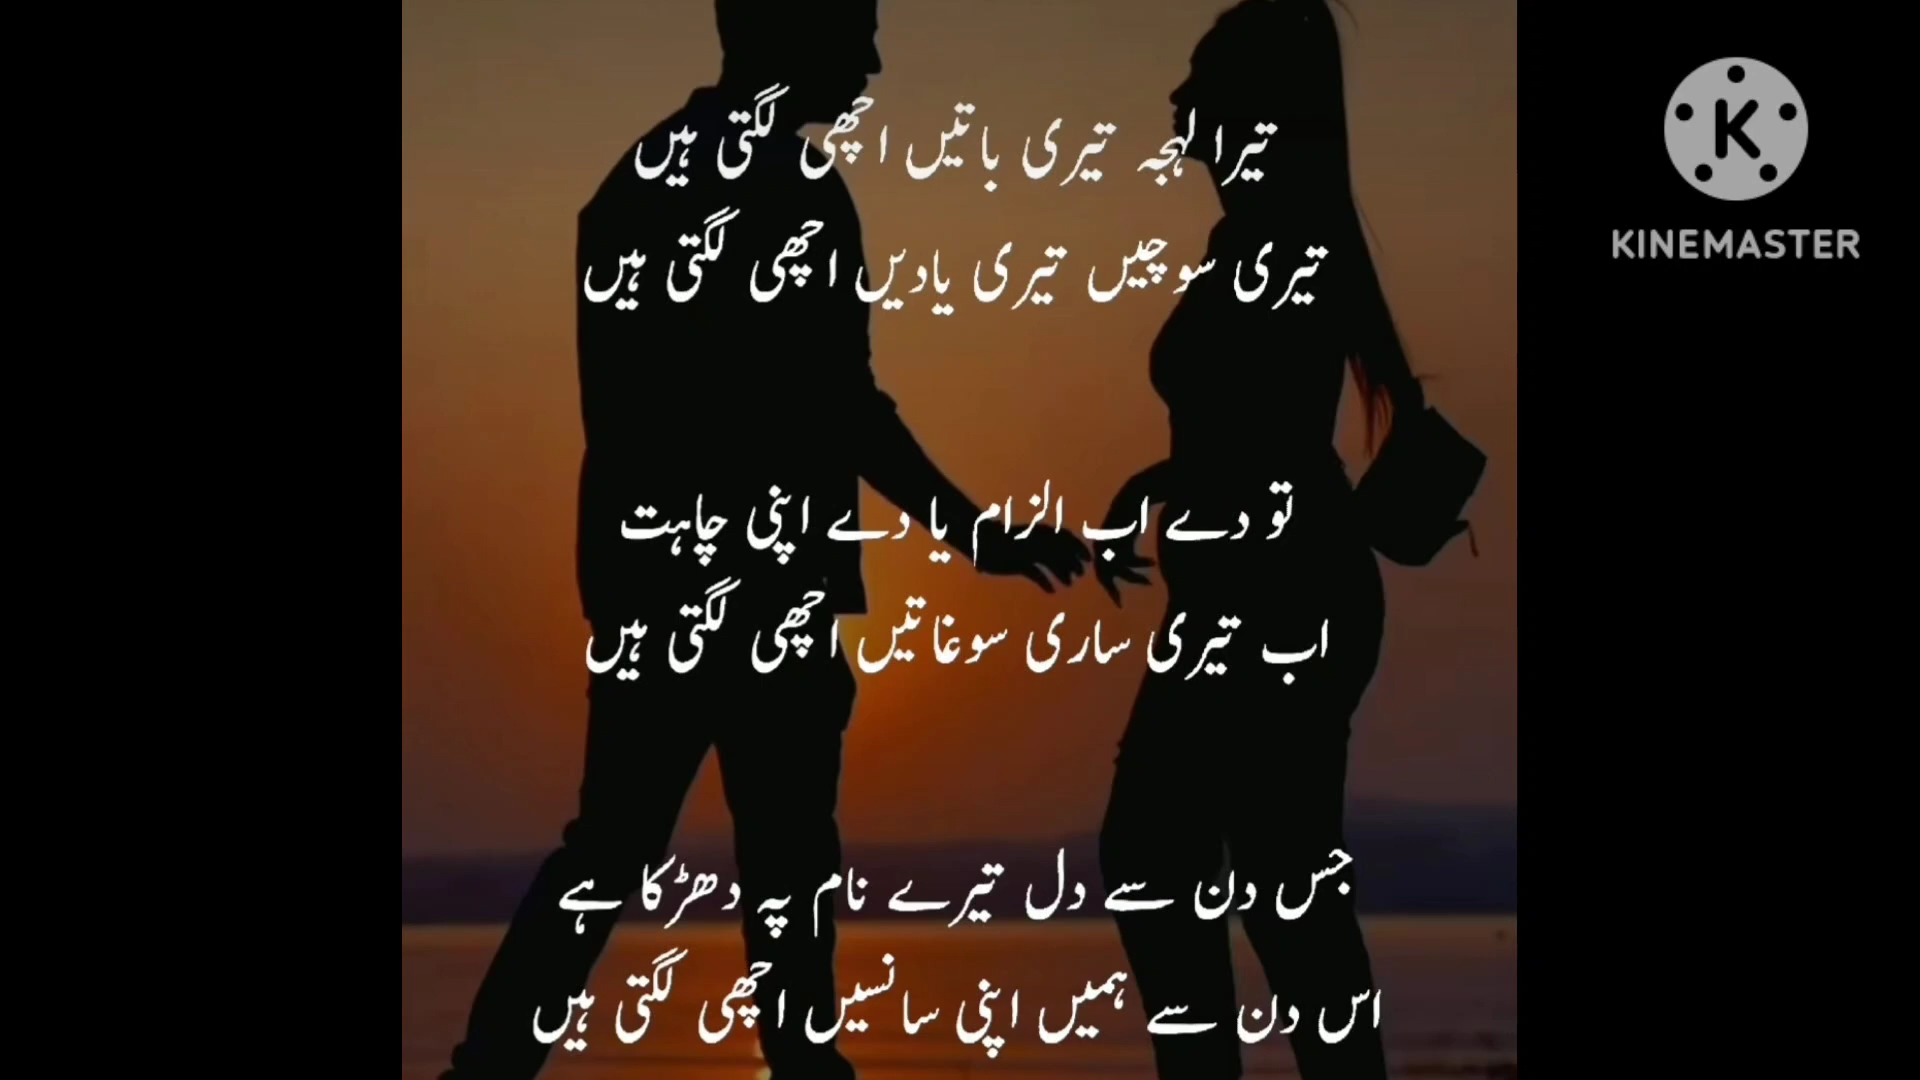 تیرا لہجہ تیری باتیں اچھی لگتی ہیں
تیری سوچیں تیری یادیں اچھی لگتی ہیں
تو دے اب الزام یا دے اپنی چاہت
اب تیری ساری سوغاتیں اچھی لگتی ہیں
جس دن سے دل تیرے نام پہ دھڑکا ہے
اس دن سے ہمیں اپنی سانسیں اچھی لگتی ہیں
K
KINEMASTER